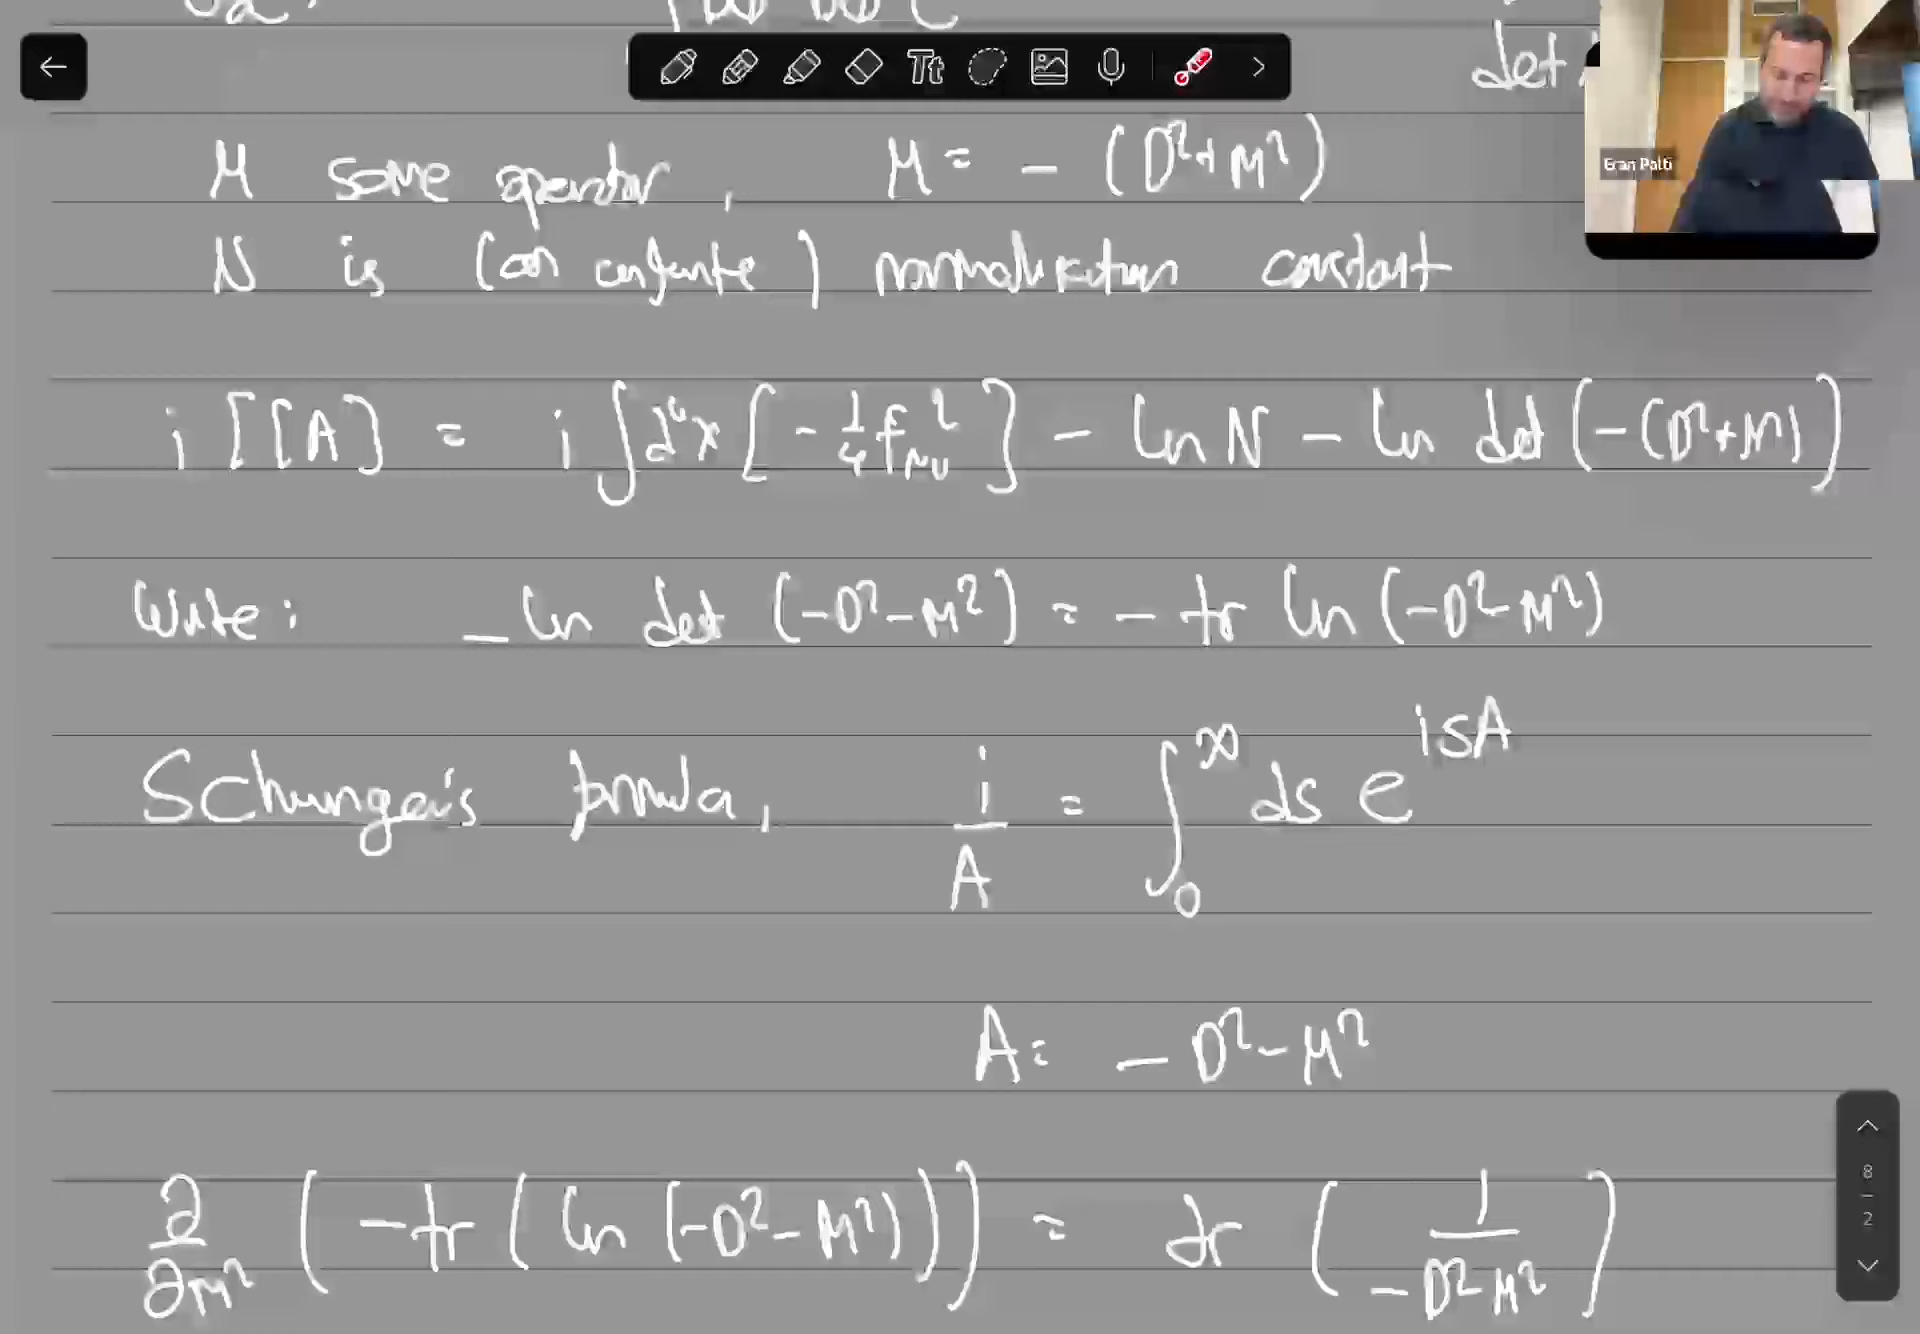 det
Tt
Eran Palti
M some operator, M = - (D²+M²)
N is (an infinite) normalization constant
i Γ[A] = i ∫d⁴x [ - 1/4 Fμν² ] - ln N - ln det (-(D²+M²))
Write: - ln det (-D²-M²) = - tr ln (-D²-M²)
Schwinger's formula, i/A = ∫₀^∞ ds e^{isA}
A = - D²-M²
∂/∂M² ( -tr ( ln (-D²-M²))) = tr ( 1/(-D²-M²) )
8
2